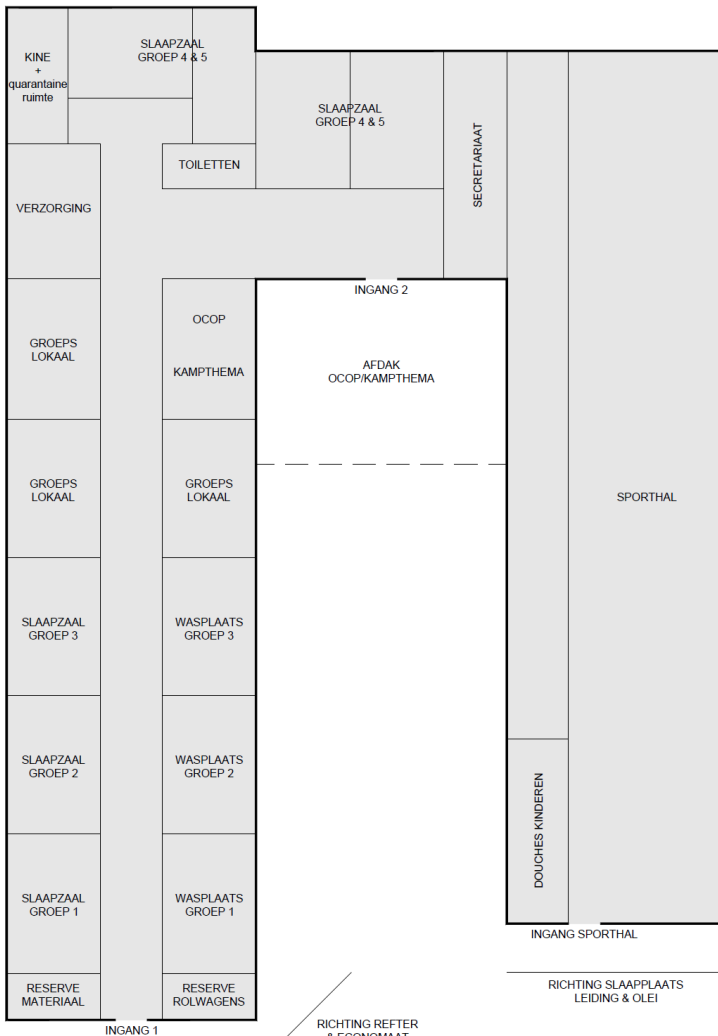 SLAAPZAAL
GROEP 4 & 5
KINE
+
quarantaine
ruimte
SLAAPZAAL
GROEP 4 & 5
SECRETARIAAT
TOILETTEN
VERZORGING
INGANG 2
OCOP
KAMPTHEMA
GROEPS
LOKAAL
AFDAK
OCOP/KAMPTHEMA
GROEPS
LOKAAL
GROEPS
LOKAAL
SPORTHAL
SLAAPZAAL
GROEP 3
WASPLAATS
GROEP 3
SLAAPZAAL
GROEP 2
WASPLAATS
GROEP 2
DOUCHES KINDEREN
SLAAPZAAL
GROEP 1
WASPLAATS
GROEP 1
INGANG SPORTHAL
RESERVE
MATERIAAL
RESERVE
ROLWAGENS
RICHTING SLAAPPLAATS
LEIDING & OLEI
INGANG 1
RICHTING REFTER
& ECONOMAAT